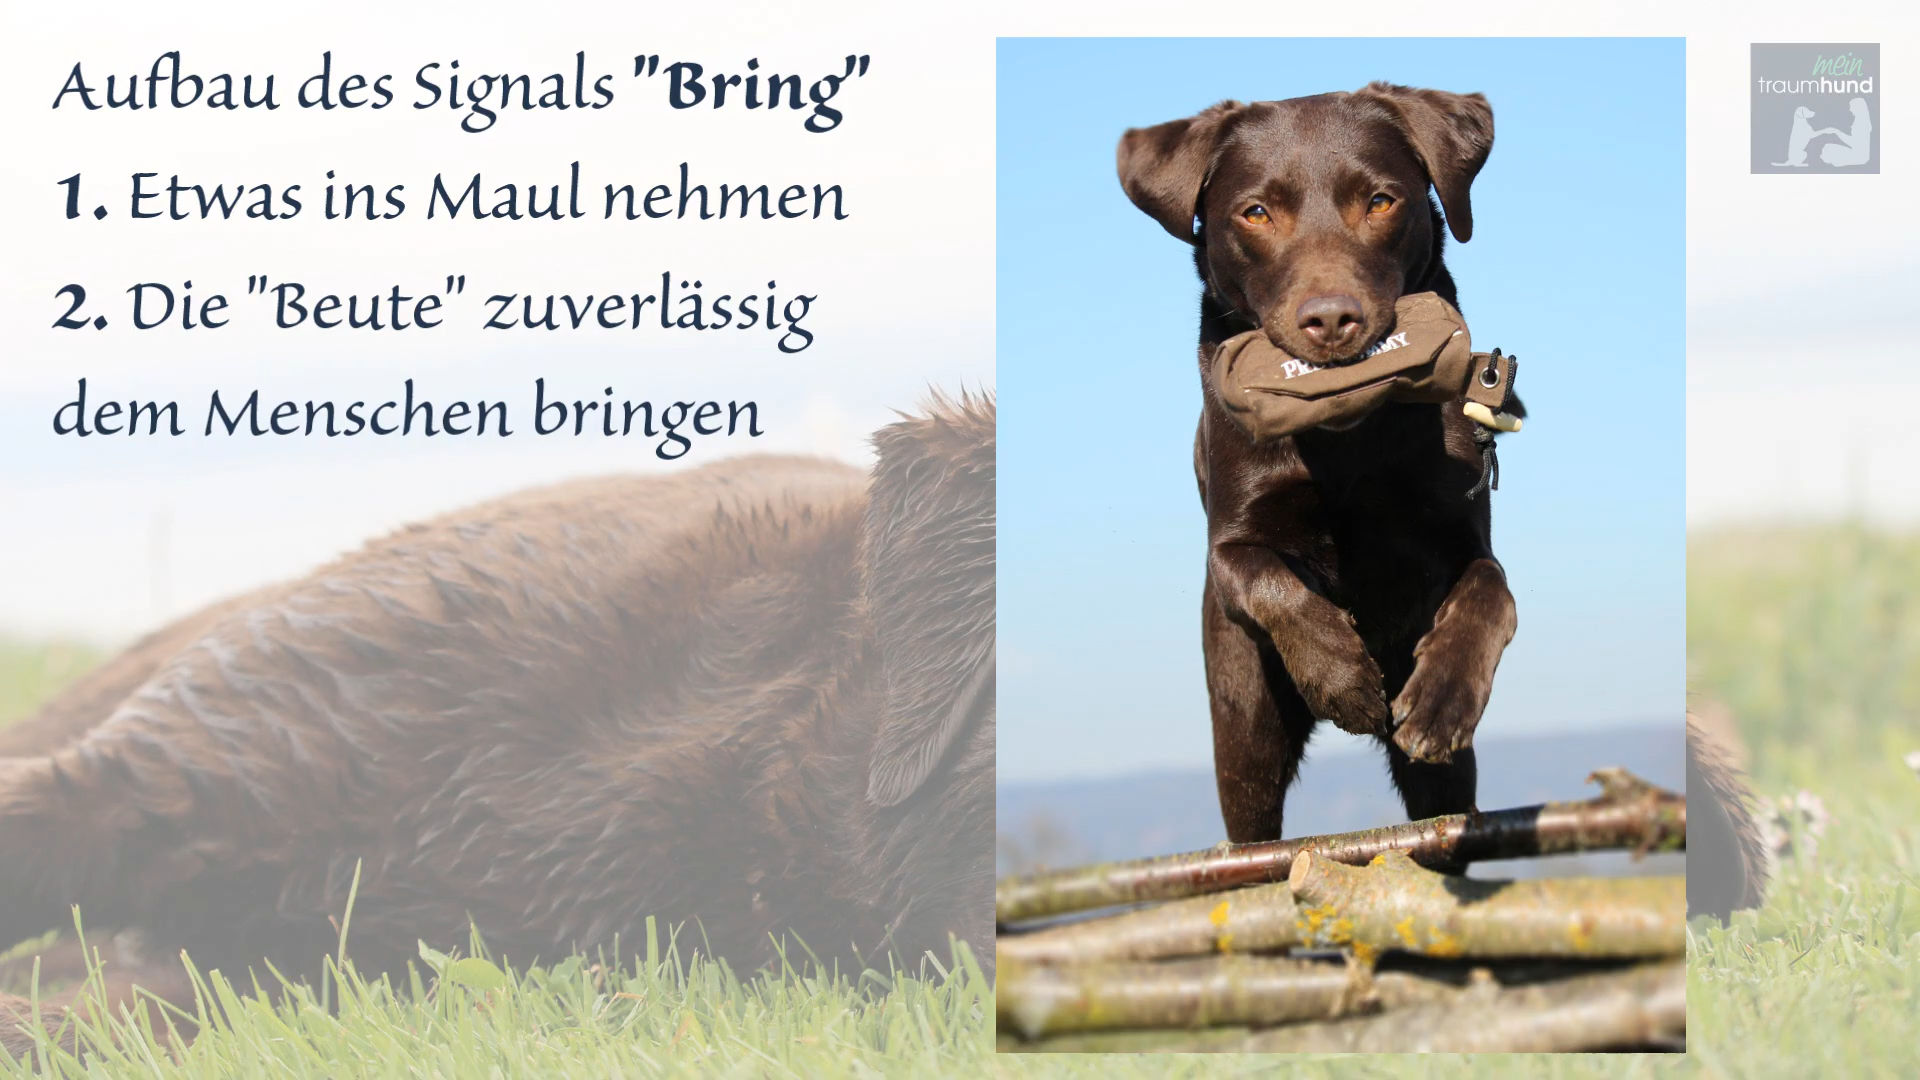 Aufbau des Signals "Bring"
1. Etwas ins Maul nehmen
2. Die "Beute" zuverlässig
dem Menschen bringen
mein
traumhund